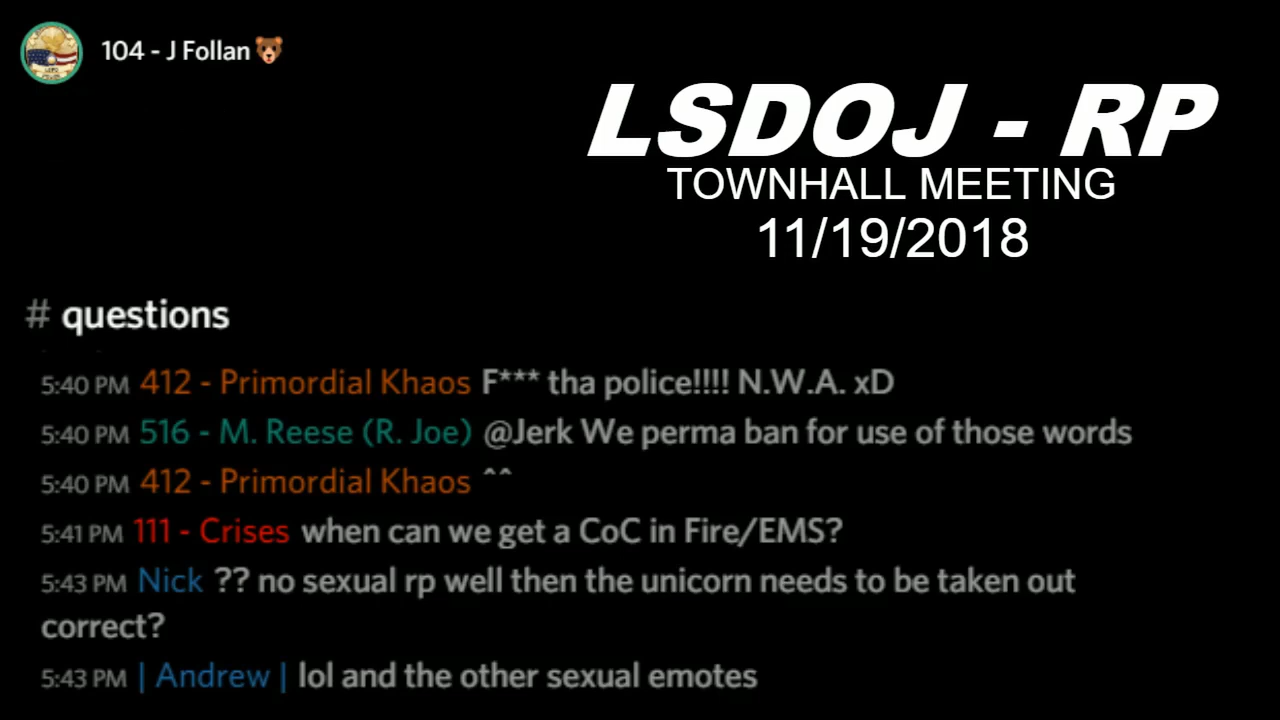 104 - J Follan🐻
LSDOJ - RP
TOWNHALL MEETING
11/19/2018
# questions
5:40 PM 412 - Primordial Khaos F*** tha police!!!! N.W.A. xD
5:40 PM 516 - M. Reese (R. Joe) @Jerk We perma ban for use of those words
5:40 PM 412 - Primordial Khaos ^^
5:41 PM 111 - Crises when can we get a CoC in Fire/EMS?
5:43 PM Nick ?? no sexual rp well then the unicorn needs to be taken out
correct?
5:43 PM | Andrew | lol and the other sexual emotes